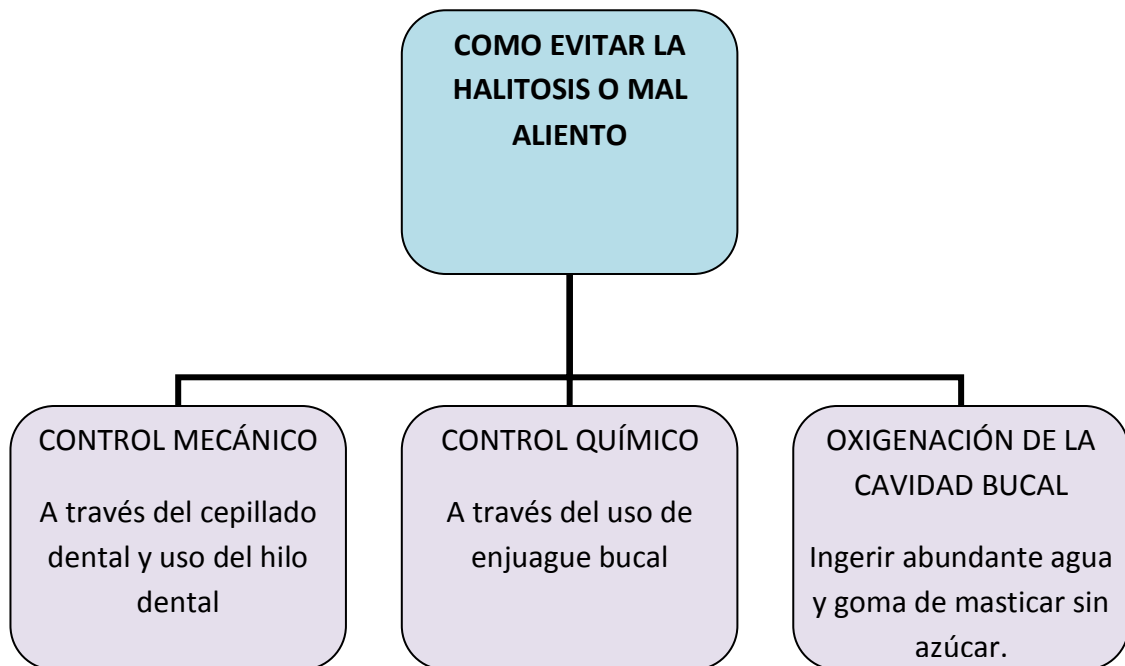 COMO EVITAR LA
HALITOSIS O MAL
ALIENTO
CONTROL MECÁNICO
A través del cepillado
dental y uso del hilo
dental
CONTROL QUÍMICO
A través del uso de
enjuague bucal
OXIGENACIÓN DE LA
CAVIDAD BUCAL
Ingerir abundante agua
y goma de masticar sin
azúcar.